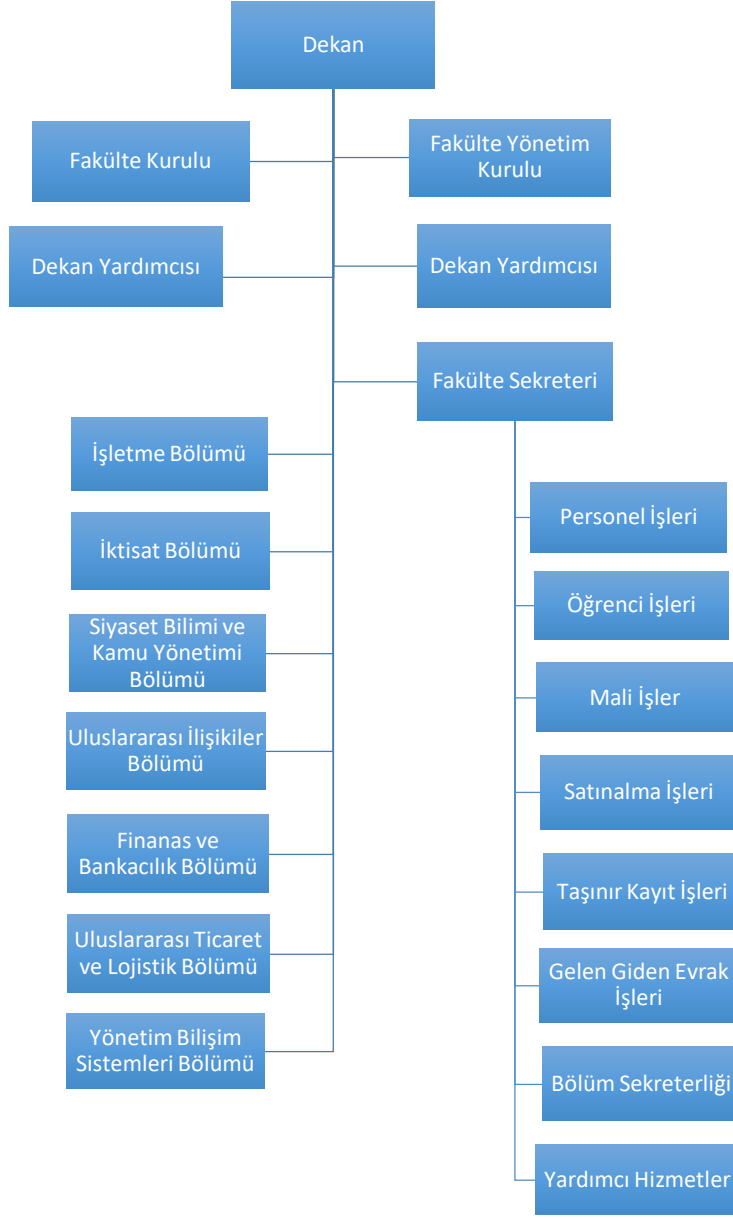 Dekan
Fakülte Kurulu
Fakülte Yönetim
Kurulu
Dekan Yardımcısı
Dekan Yardımcısı
Fakülte Sekreteri
İşletme Bölümü
İktisat Bölümü
Siyaset Bilimi ve
Kamu Yönetimi
Bölümü
Uluslararası İlişikiler
Bölümü
Finanas ve
Bankacılık Bölümü
Uluslararası Ticaret
ve Lojistik Bölümü
Yönetim Bilişim
Sistemleri Bölümü
Personel İşleri
Öğrenci İşleri
Mali İşler
Satınalma İşleri
Taşınır Kayıt İşleri
Gelen Giden Evrak
İşleri
Bölüm Sekreterliği
Yardımcı Hizmetler